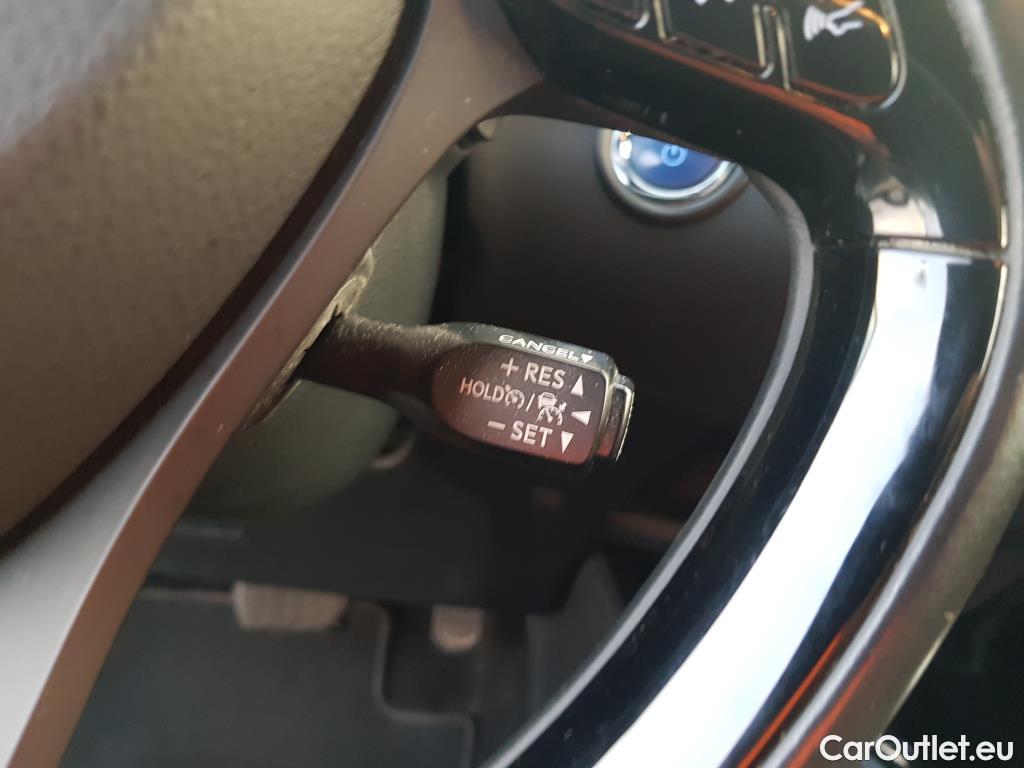 CANCEL
+ RES
HOLD /
− SET
CarOutlet.eu